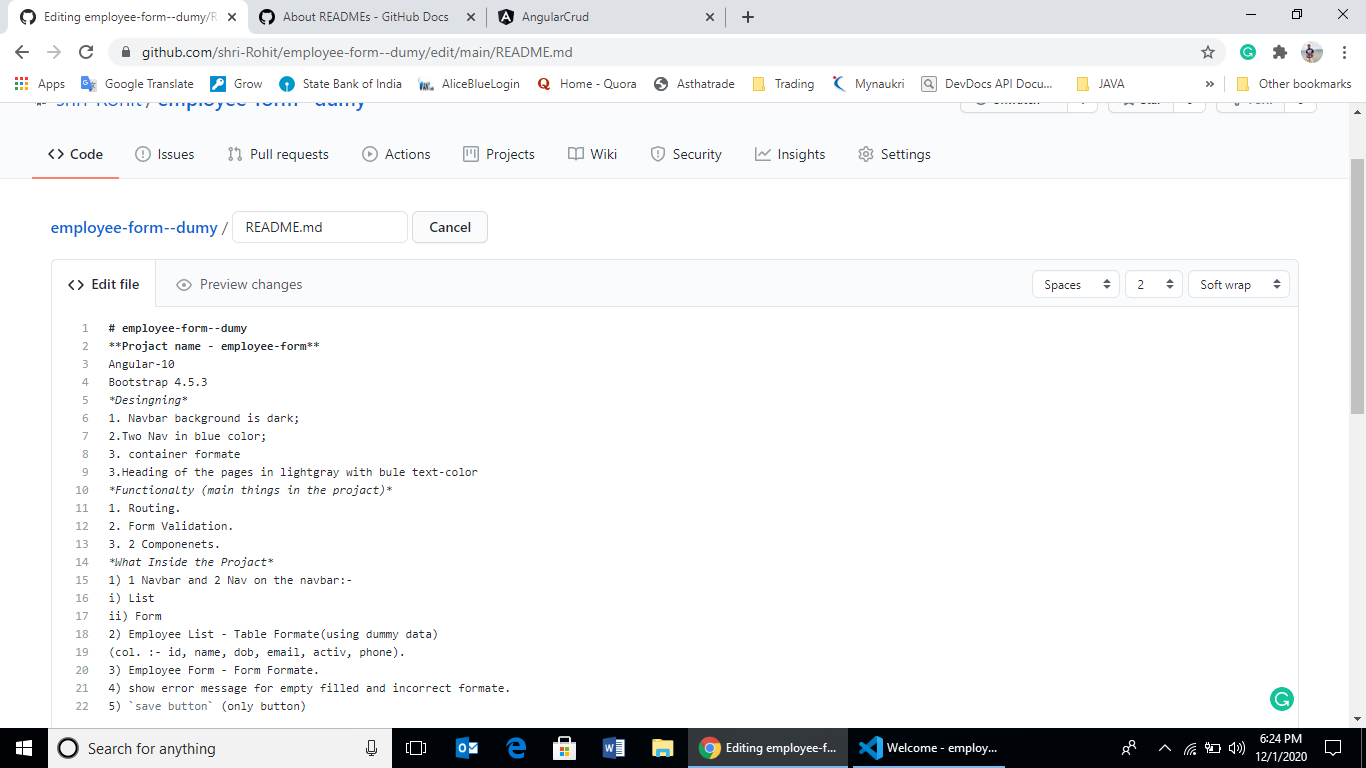 Editing employee-form--dumy/R
About READMEs - GitHub Docs
AngularCrud
github.com/shri-Rohit/employee-form--dumy/edit/main/README.md
Apps
Google Translate
Grow
State Bank of India
AliceBlueLogin
Home - Quora
Asthatrade
Trading
Mynaukri
DevDocs API Docu...
JAVA
»
Other bookmarks
shri-Rohit / employee-form--dumy
Code
Issues
Pull requests
Actions
Projects
Wiki
Security
Insights
Settings
employee-form--dumy / README.md Cancel
Edit file
Preview changes
Spaces
2
Soft wrap
1 # employee-form--dumy
2 **Projact name - employee-form**
3 Angular-10
4 Bootstrap 4.5.3
5 *Desingning*
6 1. Navbar background is dark;
7 2.Two Nav in blue color;
8 3. container formate
9 3.Heading of the pages in lightgray with bule text-color
10 *Functionalty (main things in the projact)*
11 1. Routing.
12 2. Form Validation.
13 3. 2 Componenets.
14 *What Inside the Projact*
15 1) 1 Navbar and 2 Nav on the navbar:-
16 i) List
17 ii) Form
18 2) Employee List - Table Formate(using dummy data)
19 (col. :- id, name, dob, email, activ, phone).
20 3) Employee Form - Form Formate.
21 4) show error message for empty filled and incorrect formate.
22 5) `save button` (only button)
Search for anything
Editing employee-f...
Welcome - employ...
6:24 PM
12/1/2020